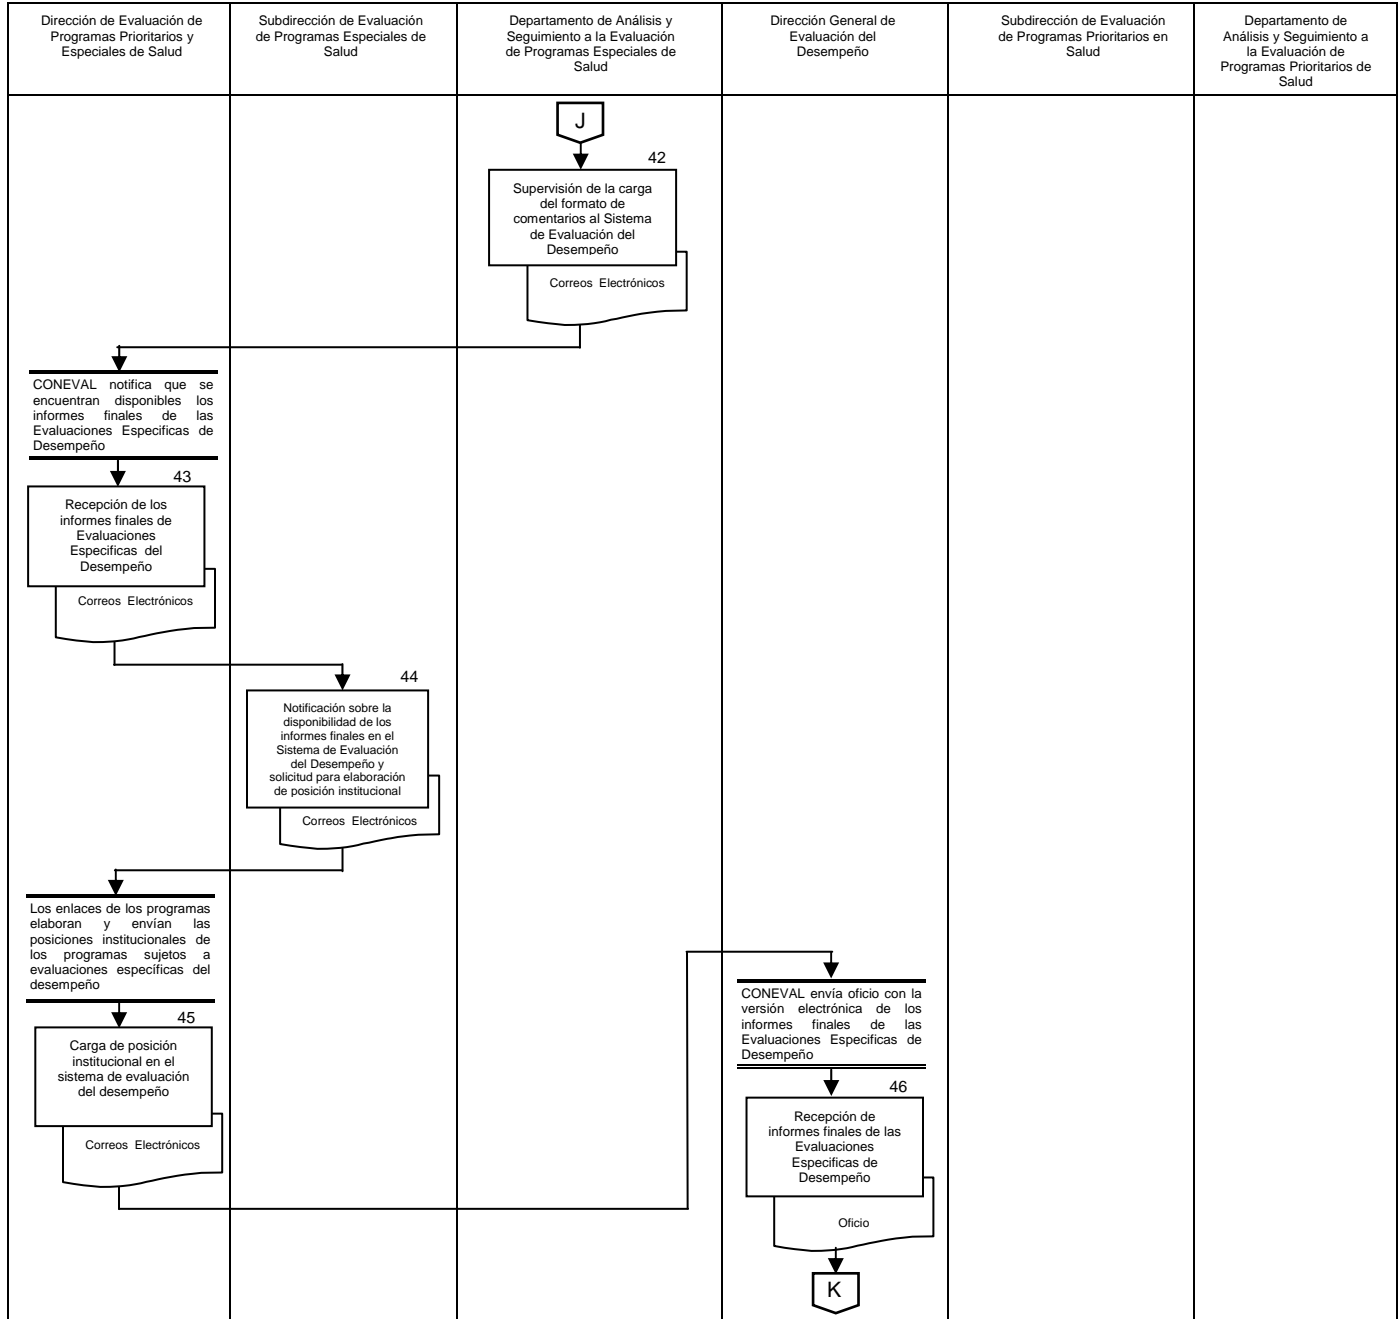 Dirección de Evaluación de
Programas Prioritarios y
Especiales de Salud
Subdirección de Evaluación
de Programas Especiales de
Salud
Departamento de Análisis y
Seguimiento a la Evaluación
de Programas Especiales de
Salud
Dirección General de
Evaluación del
Desempeño
Subdirección de Evaluación
de Programas Prioritarios en
Salud
Departamento de
Análisis y Seguimiento a
la Evaluación de
Programas Prioritarios de
Salud
J
42
Supervisión de la carga
del formato de
comentarios al Sistema
de Evaluación del
Desempeño
Correos Electrónicos
CONEVAL notifica que se
encuentran disponibles los
informes finales de las
Evaluaciones Especificas de
Desempeño
43
Recepción de los
informes finales de
Evaluaciones
Especificas del
Desempeño
Correos Electrónicos
44
Notificación sobre la
disponibilidad de los
informes finales en el
Sistema de Evaluación
del Desempeño y
solicitud para elaboración
de posición institucional
Correos Electrónicos
Los enlaces de los programas
elaboran y envían las
posiciones institucionales de
los programas sujetos a
evaluaciones específicas del
desempeño
45
Carga de posición
institucional en el
sistema de evaluación
del desempeño
Correos Electrónicos
CONEVAL envía oficio con la
versión electrónica de los
informes finales de las
Evaluaciones Especificas de
Desempeño
46
Recepción de
informes finales de las
Evaluaciones
Especificas de
Desempeño
Oficio
K